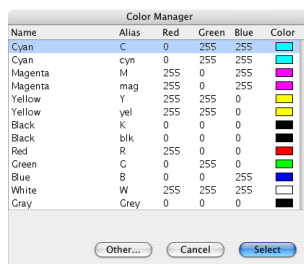 Color Manager
Name Alias Red Green Blue Color
Cyan C 0 255 255
Cyan cyn 0 255 255
Magenta M 255 0 255
Magenta mag 255 0 255
Yellow Y 255 255 0
Yellow yel 255 255 0
Black K 0 0 0
Black blk 0 0 0
Red R 255 0 0
Green G 0 255 0
Blue B 0 0 255
White W 255 255 255
Gray Grey 0 0 0
Other... Cancel Select